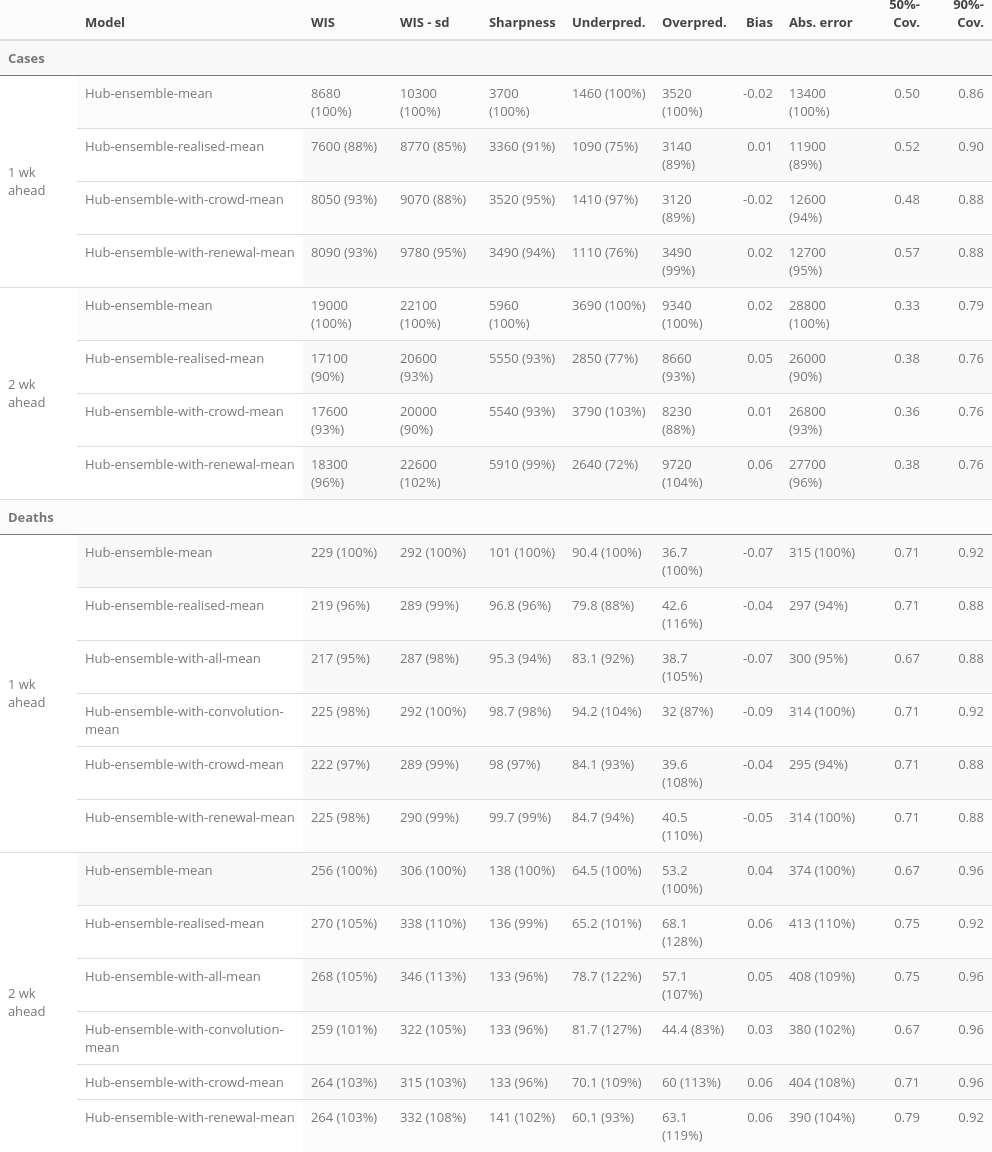 Model WIS WIS - sd Sharpness Underpred. Overpred. Bias Abs. error 50%-Cov. 90%-Cov.
Cases
1 wk ahead
Hub-ensemble-mean 8680 (100%) 10300 (100%) 3700 (100%) 1460 (100%) 3520 (100%) -0.02 13400 (100%) 0.50 0.86
Hub-ensemble-realised-mean 7600 (88%) 8770 (85%) 3360 (91%) 1090 (75%) 3140 (89%) 0.01 11900 (89%) 0.52 0.90
Hub-ensemble-with-crowd-mean 8050 (93%) 9070 (88%) 3520 (95%) 1410 (97%) 3120 (89%) -0.02 12600 (94%) 0.48 0.88
Hub-ensemble-with-renewal-mean 8090 (93%) 9780 (95%) 3490 (94%) 1110 (76%) 3490 (99%) 0.02 12700 (95%) 0.57 0.88
2 wk ahead
Hub-ensemble-mean 19000 (100%) 22100 (100%) 5960 (100%) 3690 (100%) 9340 (100%) 0.02 28800 (100%) 0.33 0.79
Hub-ensemble-realised-mean 17100 (90%) 20600 (93%) 5550 (93%) 2850 (77%) 8660 (93%) 0.05 26000 (90%) 0.38 0.76
Hub-ensemble-with-crowd-mean 17600 (93%) 20000 (90%) 5540 (93%) 3790 (103%) 8230 (88%) 0.01 26800 (93%) 0.36 0.76
Hub-ensemble-with-renewal-mean 18300 (96%) 22600 (102%) 5910 (99%) 2640 (72%) 9720 (104%) 0.06 27700 (96%) 0.38 0.76
Deaths
1 wk ahead
Hub-ensemble-mean 229 (100%) 292 (100%) 101 (100%) 90.4 (100%) 36.7 (100%) -0.07 315 (100%) 0.71 0.92
Hub-ensemble-realised-mean 219 (96%) 289 (99%) 96.8 (96%) 79.8 (88%) 42.6 (116%) -0.04 297 (94%) 0.71 0.88
Hub-ensemble-with-all-mean 217 (95%) 287 (98%) 95.3 (94%) 83.1 (92%) 38.7 (105%) -0.07 300 (95%) 0.67 0.88
Hub-ensemble-with-convolution-mean 225 (98%) 292 (100%) 98.7 (98%) 94.2 (104%) 32 (87%) -0.09 314 (100%) 0.71 0.92
Hub-ensemble-with-crowd-mean 222 (97%) 289 (99%) 98 (97%) 84.1 (93%) 39.6 (108%) -0.04 295 (94%) 0.71 0.88
Hub-ensemble-with-renewal-mean 225 (98%) 290 (99%) 99.7 (99%) 84.7 (94%) 40.5 (110%) -0.05 314 (100%) 0.71 0.88
2 wk ahead
Hub-ensemble-mean 256 (100%) 306 (100%) 138 (100%) 64.5 (100%) 53.2 (100%) 0.04 374 (100%) 0.67 0.96
Hub-ensemble-realised-mean 270 (105%) 338 (110%) 136 (99%) 65.2 (101%) 68.1 (128%) 0.06 413 (110%) 0.75 0.92
Hub-ensemble-with-all-mean 268 (105%) 346 (113%) 133 (96%) 78.7 (122%) 57.1 (107%) 0.05 408 (109%) 0.75 0.96
Hub-ensemble-with-convolution-mean 259 (101%) 322 (105%) 133 (96%) 81.7 (127%) 44.4 (83%) 0.03 380 (102%) 0.67 0.96
Hub-ensemble-with-crowd-mean 264 (103%) 315 (103%) 133 (96%) 70.1 (109%) 60 (113%) 0.06 404 (108%) 0.71 0.96
Hub-ensemble-with-renewal-mean 264 (103%) 332 (108%) 141 (102%) 60.1 (93%) 63.1 (119%) 0.06 390 (104%) 0.79 0.92